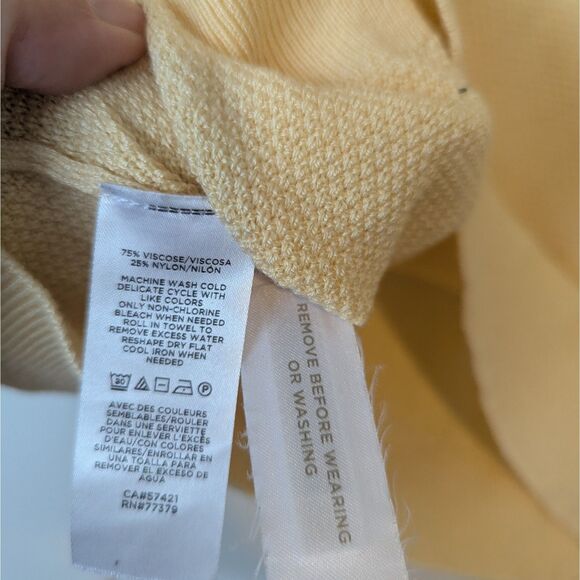 75% VISCOSE/VISCOSA
25% NYLON/NILÓN
MACHINE WASH COLD
DELICATE CYCLE WITH
LIKE COLORS
ONLY NON-CHLORINE
BLEACH WHEN NEEDED
ROLL IN TOWEL TO
REMOVE EXCESS WATER
RESHAPE DRY FLAT
COOL IRON WHEN
NEEDED
30 P
AVEC DES COULEURS
SEMBLABLES/ROULER
DANS UNE SERVIETTE
POUR ENLEVER L'EXCÈS
D'EAU/CON COLORES
SIMILARES/ENROLLAR EN
UNA TOALLA PARA
REMOVER EL EXCESO DE
AGUA
CA#57421
RN#77379
REMOVE BEFORE WEARING
OR WASHING